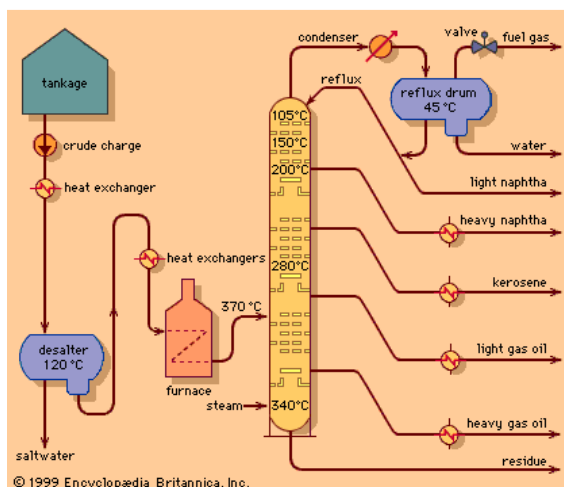 condenser
valve
fuel gas
tankage
reflux
reflux drum
45 °C
105°C
crude charge
150°C
water
200°C
heat exchanger
light naphtha
heavy naphtha
heat exchangers
280°C
kerosene
370 °C
desalter
120 °C
light gas oil
furnace
steam
340°C
heavy gas oil
saltwater
residue
© 1999 Encyclopædia Britannica, Inc.